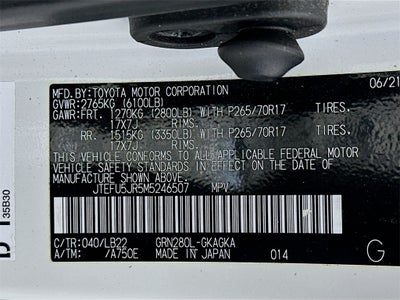 MFD.BY:TOYOTA MOTOR CORPORATION 06/21
GVWR:2765KG (6100LB)
GAWR:FRT. 1270KG (2800LB)-WITH-P265/70R17 TIRES.
17X7J RIMS.
RR. 1515KG (3350LB)-WITH-P265/70R17 TIRES.
17X7J RIMS.
THIS VEHICLE CONFORMS TO ALL APPLICABLE FEDERAL MOTOR
VEHICLE SAFETY STANDARDS IN EFFECT ON THE DATE OF
MANUFACTURE SHOWN ABOVE.
JTEFU5JR5M5246507 MPV
C/TR:040/LB22 GRN280L-GKAGKA
A/TM: /A750E MADE IN JAPAN 014 G
35B30